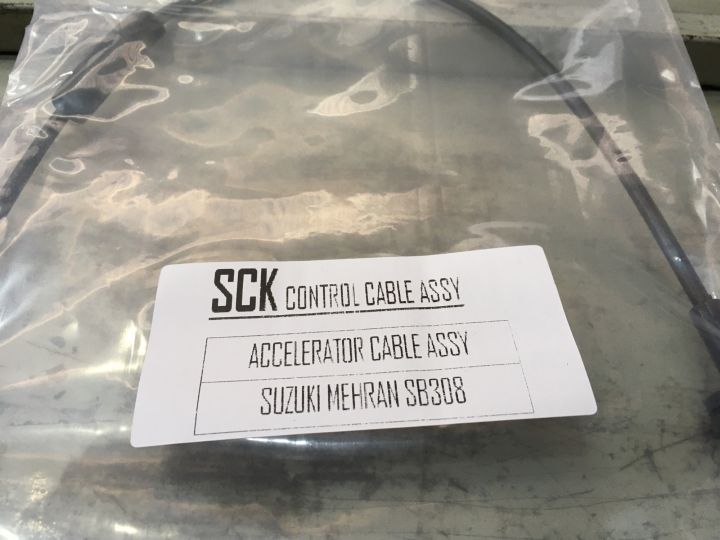 SCK CONTROL CABLE ASSY
ACCELERATOR CABLE ASSY
SUZUKI MEHRAN SB308